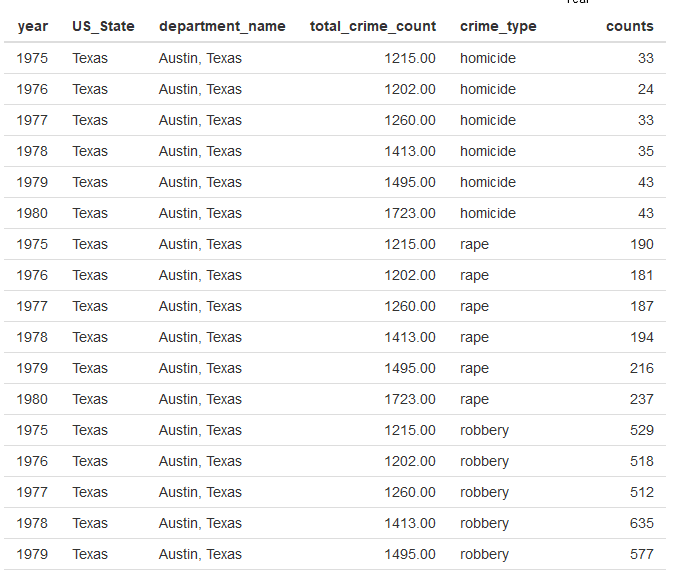 Year
year US_State department_name total_crime_count crime_type counts
1975 Texas Austin, Texas 1215.00 homicide 33
1976 Texas Austin, Texas 1202.00 homicide 24
1977 Texas Austin, Texas 1260.00 homicide 33
1978 Texas Austin, Texas 1413.00 homicide 35
1979 Texas Austin, Texas 1495.00 homicide 43
1980 Texas Austin, Texas 1723.00 homicide 43
1975 Texas Austin, Texas 1215.00 rape 190
1976 Texas Austin, Texas 1202.00 rape 181
1977 Texas Austin, Texas 1260.00 rape 187
1978 Texas Austin, Texas 1413.00 rape 194
1979 Texas Austin, Texas 1495.00 rape 216
1980 Texas Austin, Texas 1723.00 rape 237
1975 Texas Austin, Texas 1215.00 robbery 529
1976 Texas Austin, Texas 1202.00 robbery 518
1977 Texas Austin, Texas 1260.00 robbery 512
1978 Texas Austin, Texas 1413.00 robbery 635
1979 Texas Austin, Texas 1495.00 robbery 577